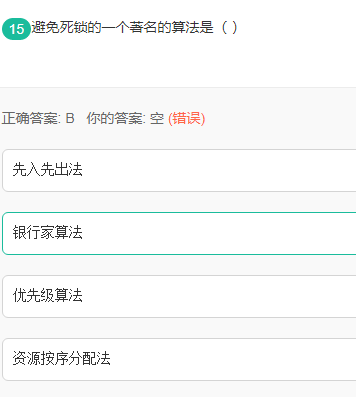 15 避免死锁的一个著名的算法是（ ）
正确答案: B 你的答案: 空 (错误)
先入先出法
银行家算法
优先级算法
资源按序分配法